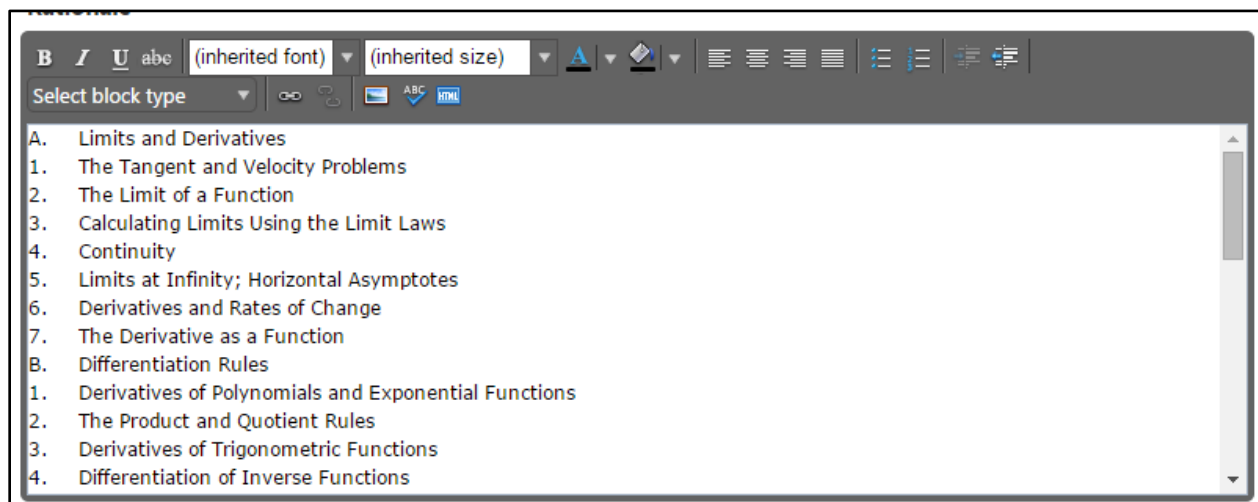 B I U abc (inherited font) (inherited size) A
Select block type ABC HTML
A. Limits and Derivatives
1. The Tangent and Velocity Problems
2. The Limit of a Function
3. Calculating Limits Using the Limit Laws
4. Continuity
5. Limits at Infinity; Horizontal Asymptotes
6. Derivatives and Rates of Change
7. The Derivative as a Function
B. Differentiation Rules
1. Derivatives of Polynomials and Exponential Functions
2. The Product and Quotient Rules
3. Derivatives of Trigonometric Functions
4. Differentiation of Inverse Functions